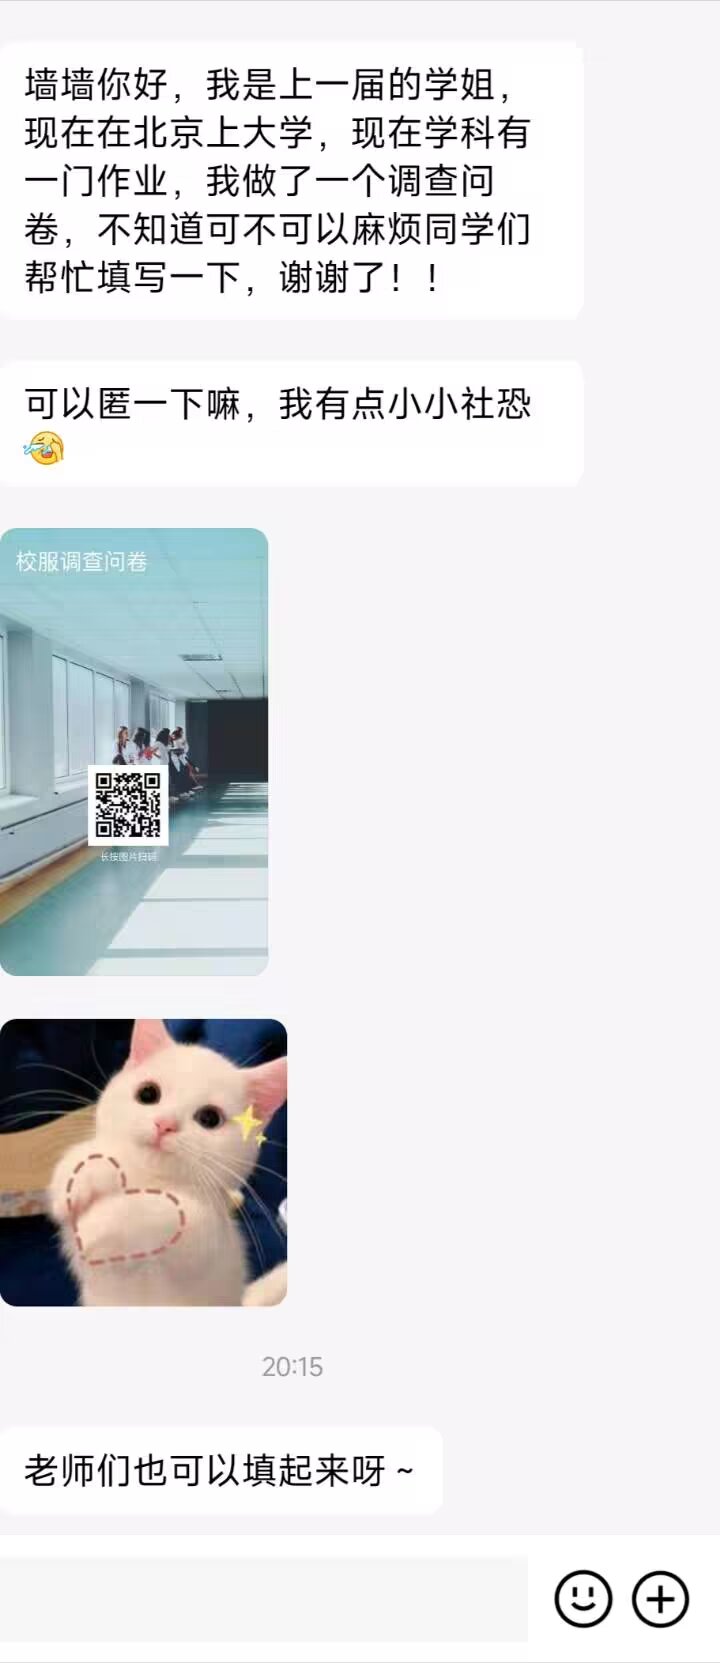 墙墙你好，我是上一届的学姐，
现在在北京上大学，现在学科有
一门作业，我做了一个调查问
卷，不知道可不可以麻烦同学们
帮忙填写一下，谢谢了！！
可以匿一下嘛，我有点小小社恐
校服调查问卷
长按图片扫码
20:15
老师们也可以填起来呀～